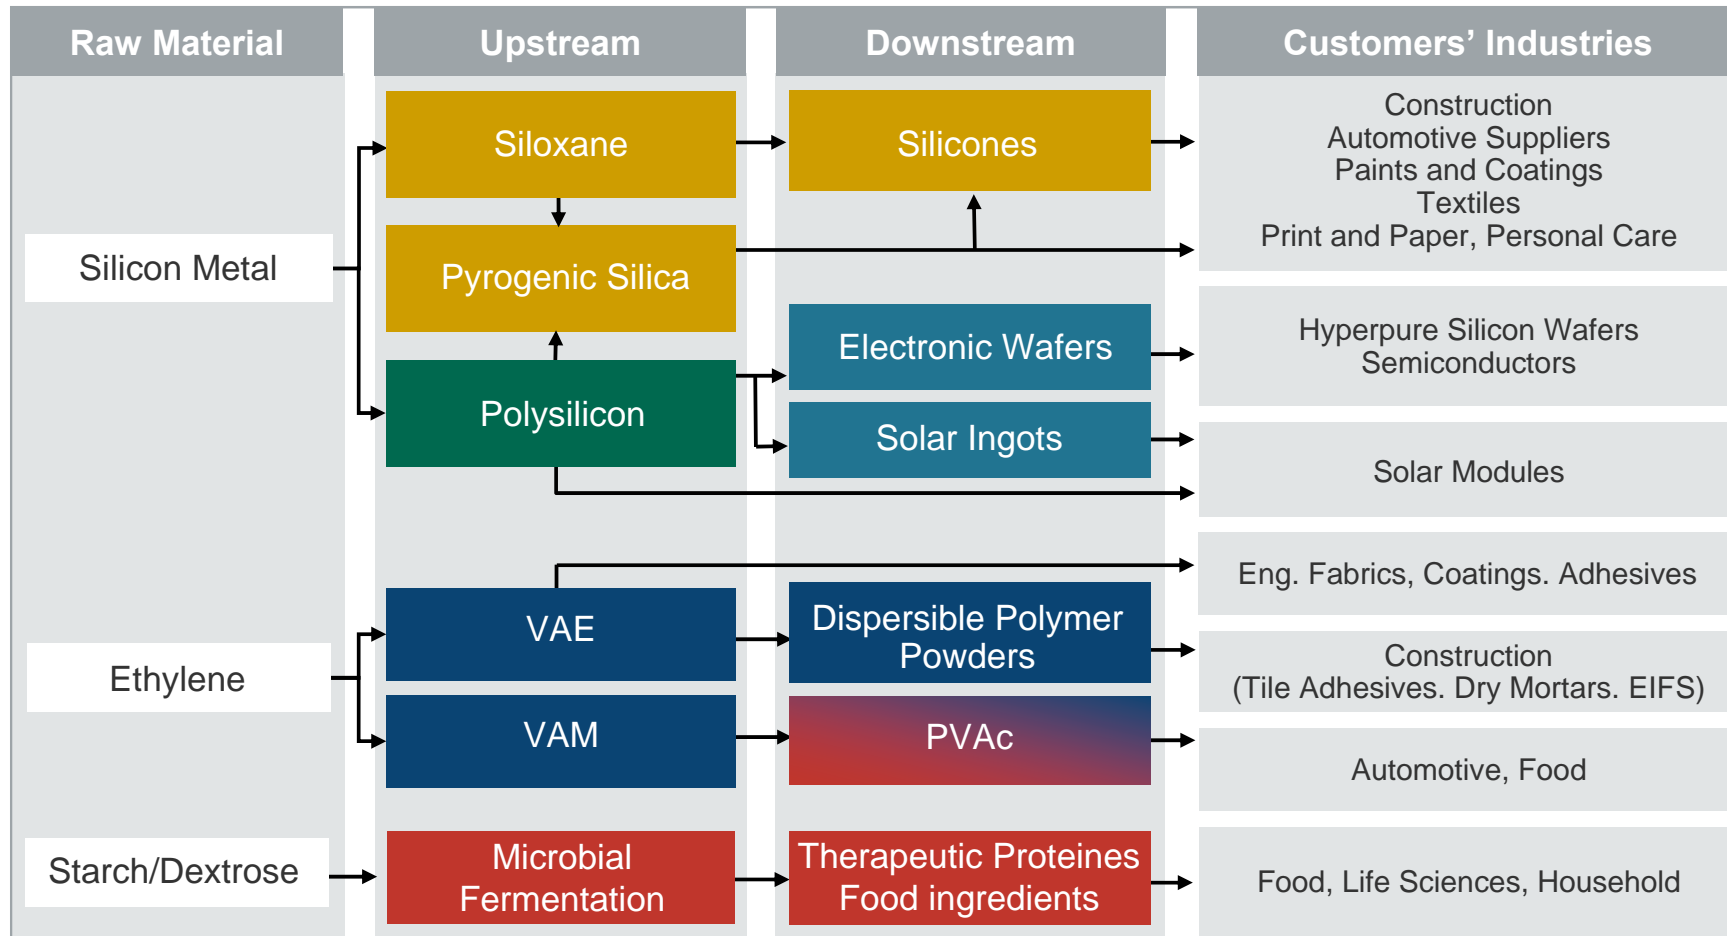 Raw Material
Upstream
Downstream
Customers’ Industries
Silicon Metal
Siloxane
Silicones
Construction
Automotive Suppliers
Paints and Coatings
Textiles
Print and Paper, Personal Care
Pyrogenic Silica
Polysilicon
Electronic Wafers
Hyperpure Silicon Wafers
Semiconductors
Solar Ingots
Solar Modules
Ethylene
VAE
Eng. Fabrics, Coatings. Adhesives
Dispersible Polymer
Powders
Construction
(Tile Adhesives. Dry Mortars. EIFS)
VAM
PVAc
Automotive, Food
Starch/Dextrose
Microbial
Fermentation
Therapeutic Proteines
Food ingredients
Food, Life Sciences, Household